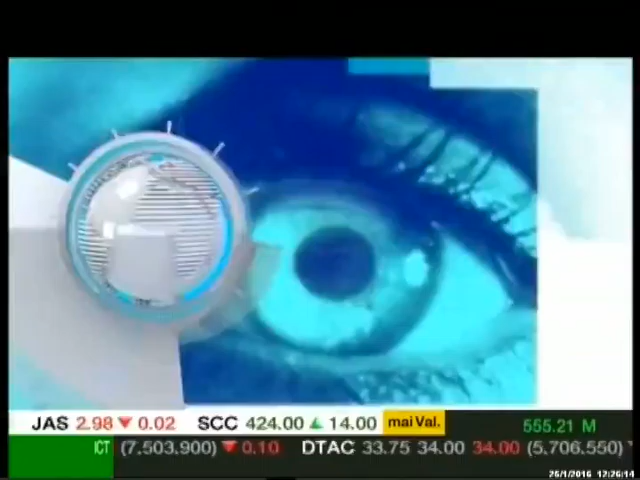 JAS 2.98 ▼ 0.02 SCC 424.00 ▲ 14.00 mai Val. 555.21 M
ICT (7,503,900) ▼ 0.10 DTAC 33.75 34.00 34.00 (5,706,550)
26/1/2016 12:26:14